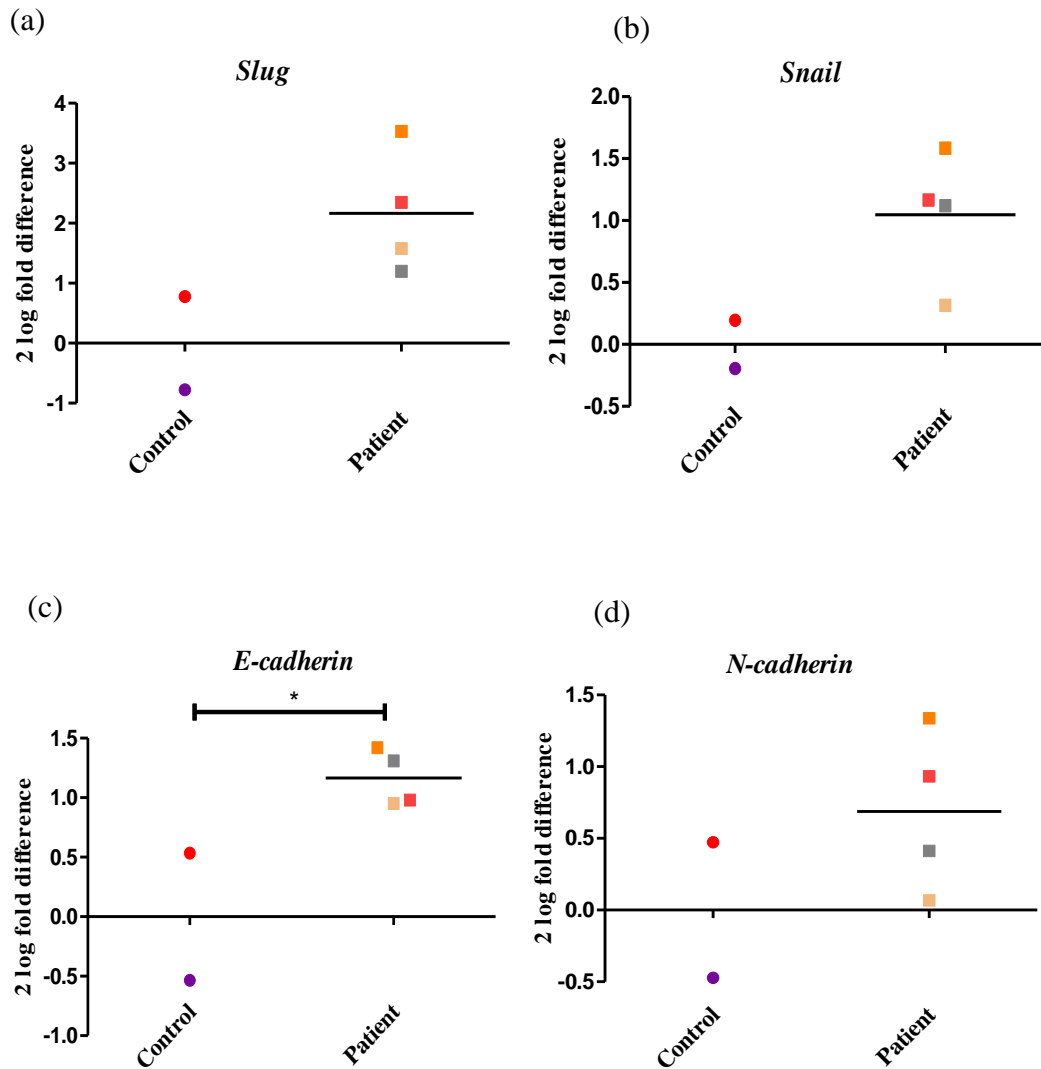 (a)
Slug
2 log fold difference
4
3
2
1
0
-1
Control
Patient
(b)
Snail
2 log fold difference
2.0
1.5
1.0
0.5
0.0
-0.5
Control
Patient
(c)
E-cadherin
*
2 log fold difference
1.5
1.0
0.5
0.0
-0.5
-1.0
Control
Patient
(d)
N-cadherin
2 log fold difference
1.5
1.0
0.5
0.0
-0.5
Control
Patient